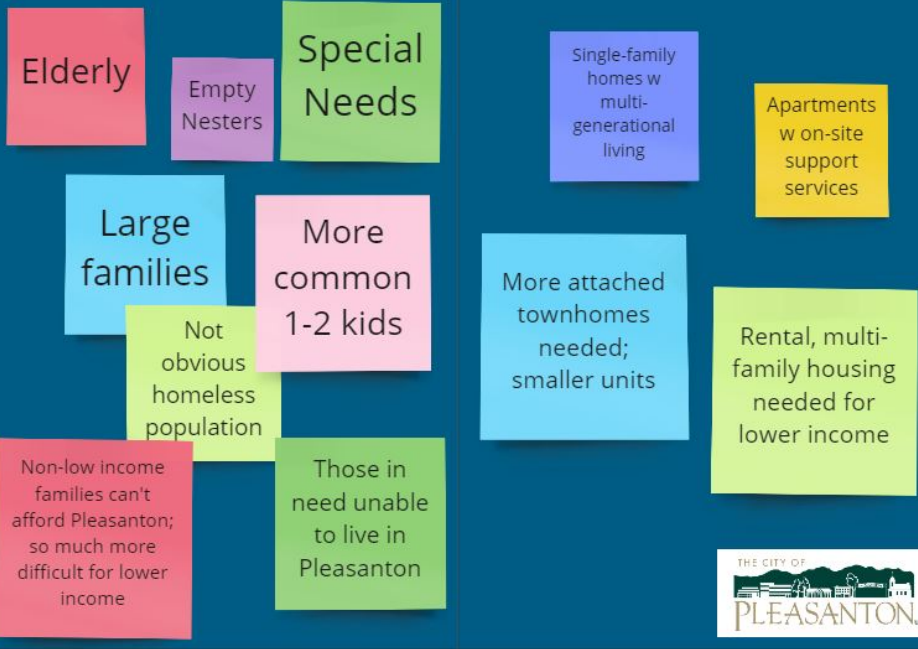 Elderly
Empty
Nesters
Special
Needs
Large
families
More
common
1-2 kids
Not
obvious
homeless
population
Non-low income
families can't
afford Pleasanton;
so much more
difficult for lower
income
Those in
need unable
to live in
Pleasanton
Single-family
homes w
multi-
generational
living
Apartments
w on-site
support
services
More attached
townhomes
needed;
smaller units
Rental, multi-
family housing
needed for
lower income
THE CITY OF
PLEASANTON